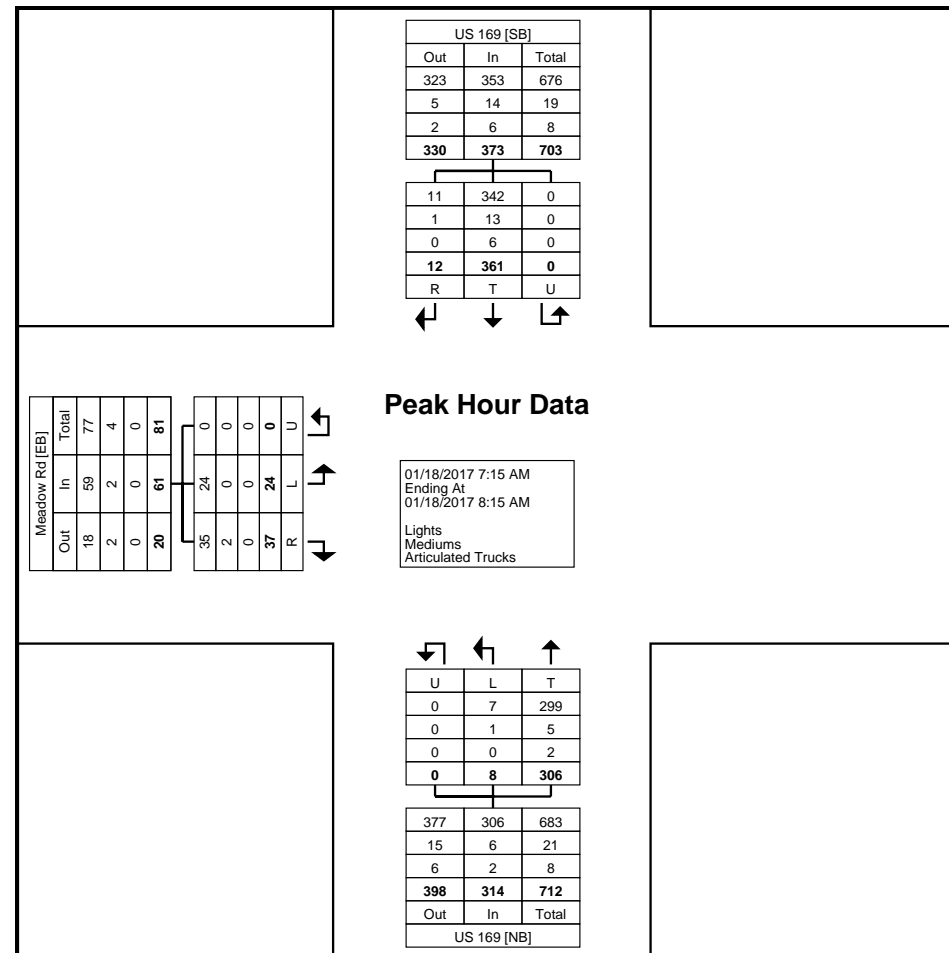 US 169 [SB]
Out In Total
323 353 676
5 14 19
2 6 8
330 373 703
11 342 0
1 13 0
0 6 0
12 361 0
R T U
Peak Hour Data
01/18/2017 7:15 AM
Ending At
01/18/2017 8:15 AM
Lights
Mediums
Articulated Trucks
Meadow Rd [EB]
Out In Total
18 59 77
2 2 4
0 0 0
20 61 81
35 24 0
2 0 0
0 0 0
37 24 0
R L U
U L T
0 7 299
0 1 5
0 0 2
0 8 306
377 306 683
15 6 21
6 2 8
398 314 712
Out In Total
US 169 [NB]